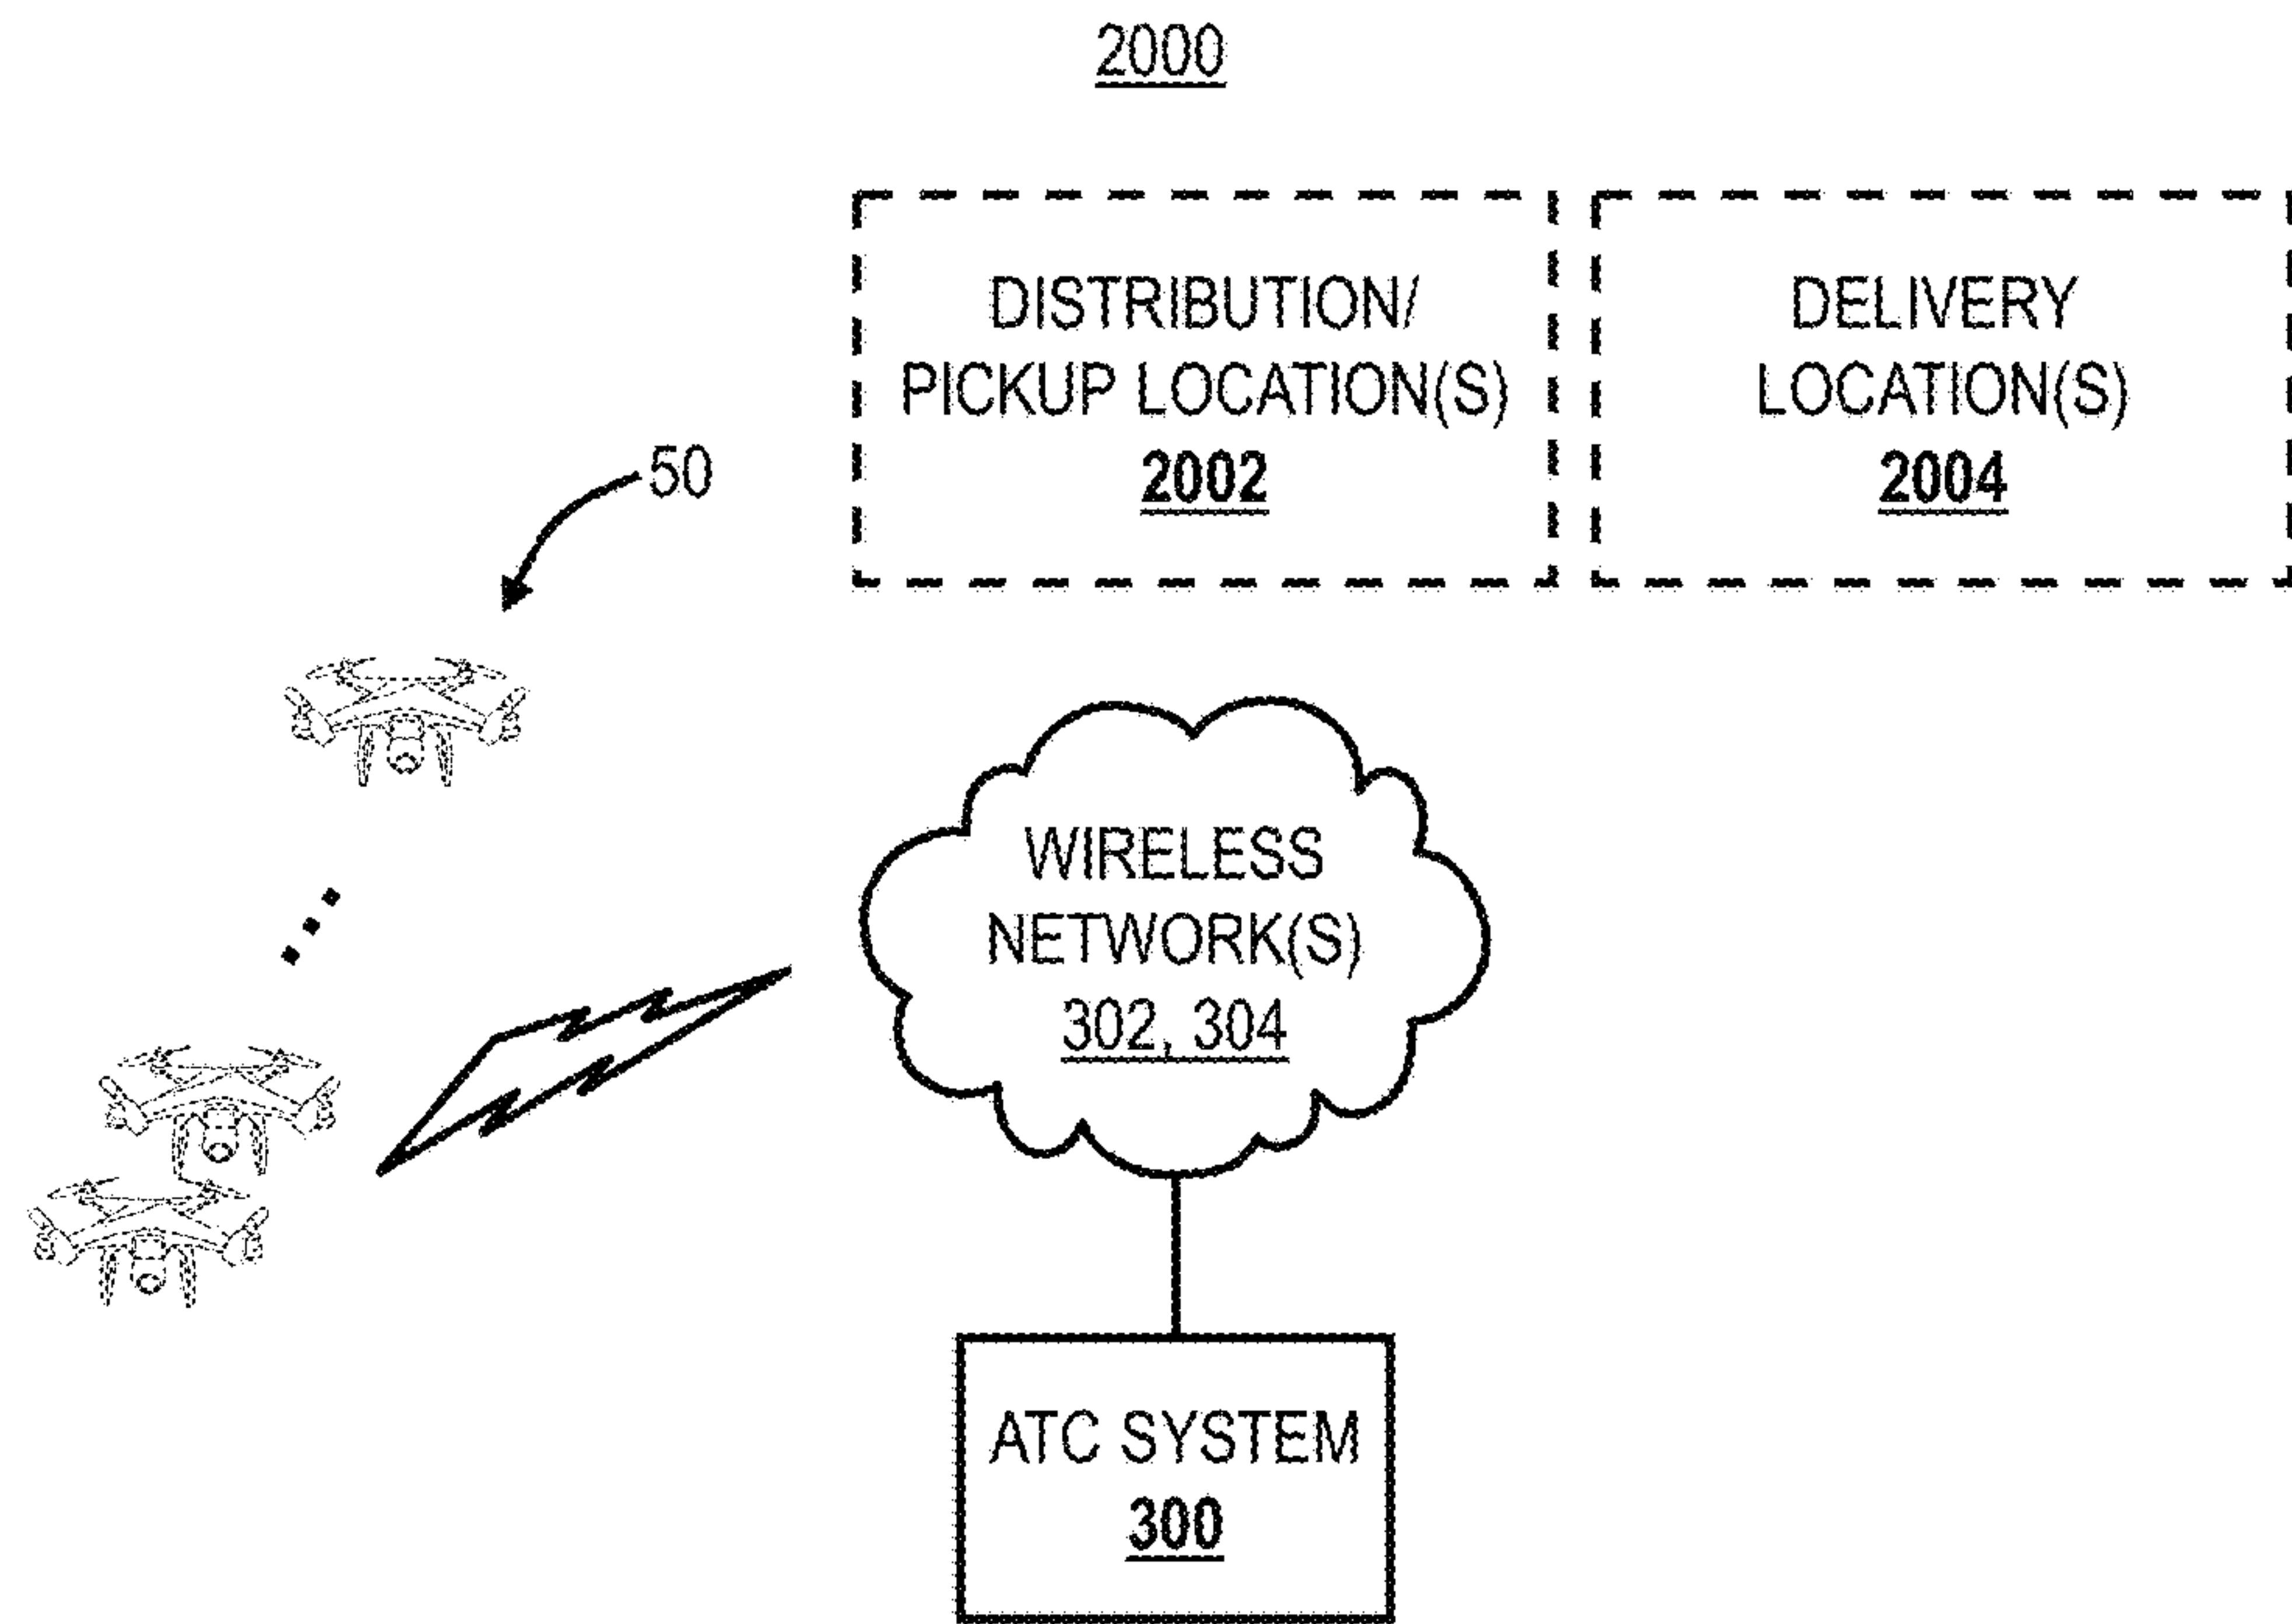 2000
DISTRIBUTION/
PICKUP LOCATION(S)
2002
DELIVERY
LOCATION(S)
2004
50
WIRELESS
NETWORK(S)
302, 304
ATC SYSTEM
300